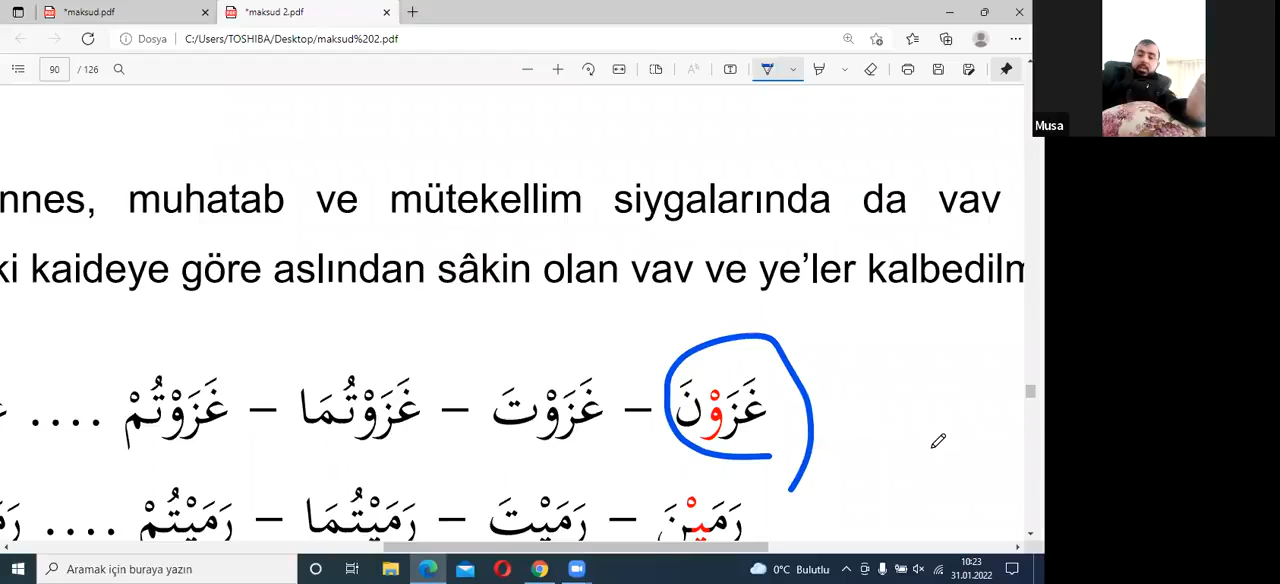 *maksud.pdf
*maksud 2.pdf
Dosya
C:/Users/TOSHIBA/Desktop/maksud%202.pdf
90 / 126
Musa
nnes, muhatab ve mütekellim siygalarında da vav
ki kaideye göre aslından sâkin olan vav ve ye'ler kalbedilm
غَزَوْنَ – غَزَوْتَ – غَزَوْتُمَا – غَزَوْتُمْ ....
رَمَيْنَ – رَمَيْتَ – رَمَيْتُمَا – رَمَيْتُمْ ....
Aramak için buraya yazın
0°C Bulutlu
10:23
31.01.2022